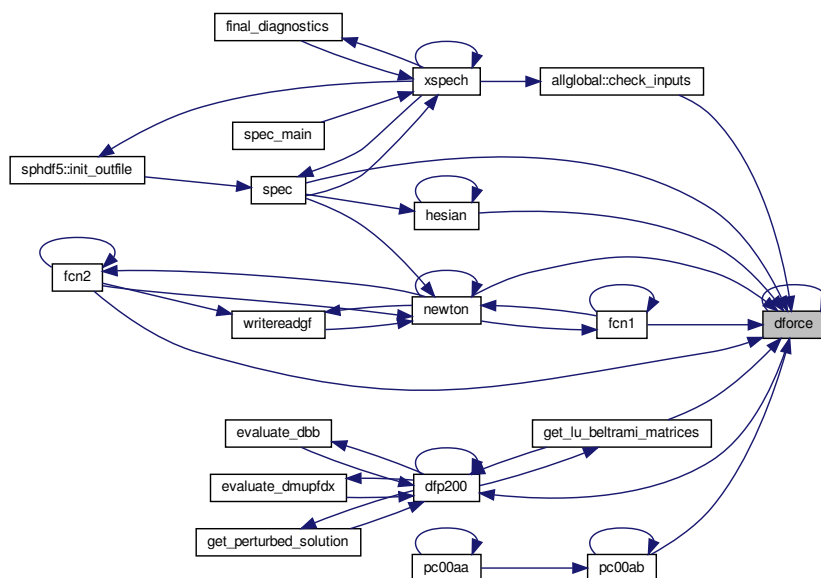 final_diagnostics
xspech
allglobal::check_inputs
spec_main
sphdf5::init_outfile
spec
hesian
fcn2
newton
writereadgf
fcn1
dforce
evaluate_dbb
get_lu_beltrami_matrices
evaluate_dmupfdx
dfp200
get_perturbed_solution
pc00aa
pc00ab